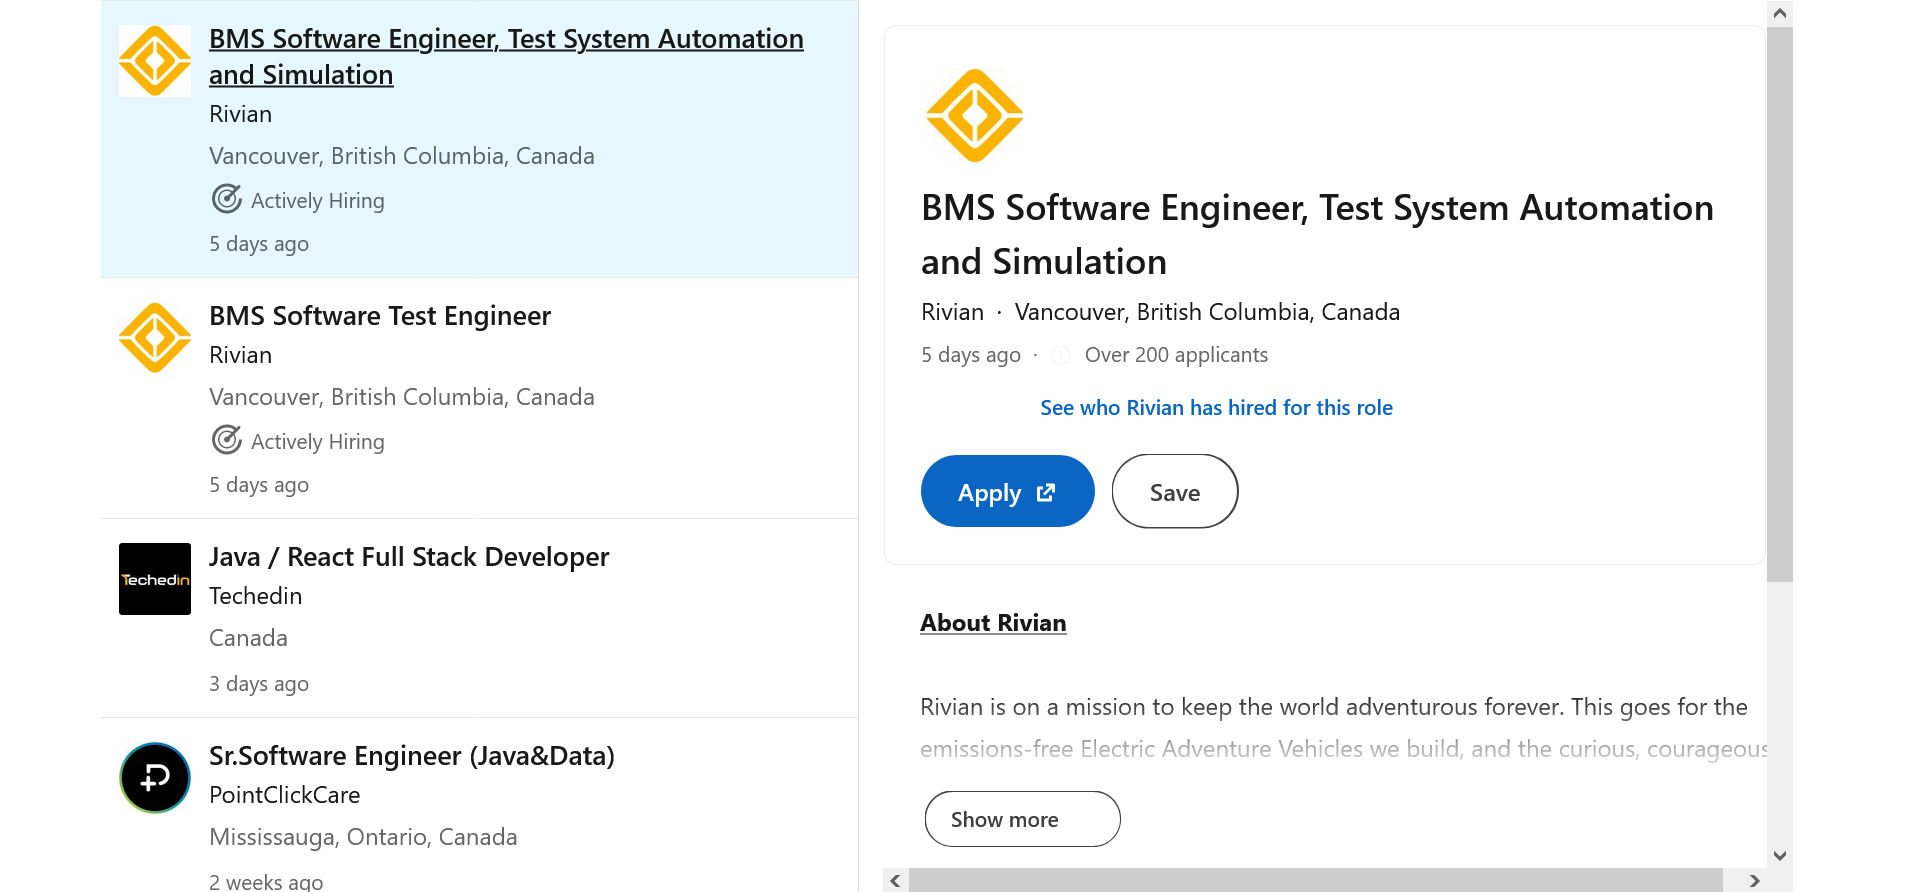 BMS Software Engineer, Test System Automation
and Simulation
Rivian
Vancouver, British Columbia, Canada
Actively Hiring
5 days ago
BMS Software Test Engineer
Rivian
Vancouver, British Columbia, Canada
Actively Hiring
5 days ago
Techedin
Java / React Full Stack Developer
Techedin
Canada
3 days ago
Sr.Software Engineer (Java&Data)
PointClickCare
Mississauga, Ontario, Canada
2 weeks ago
BMS Software Engineer, Test System Automation
and Simulation
Rivian · Vancouver, British Columbia, Canada
5 days ago · Over 200 applicants
See who Rivian has hired for this role
Apply
Save
About Rivian
Rivian is on a mission to keep the world adventurous forever. This goes for the
emissions-free Electric Adventure Vehicles we build, and the curious, courageous
Show more